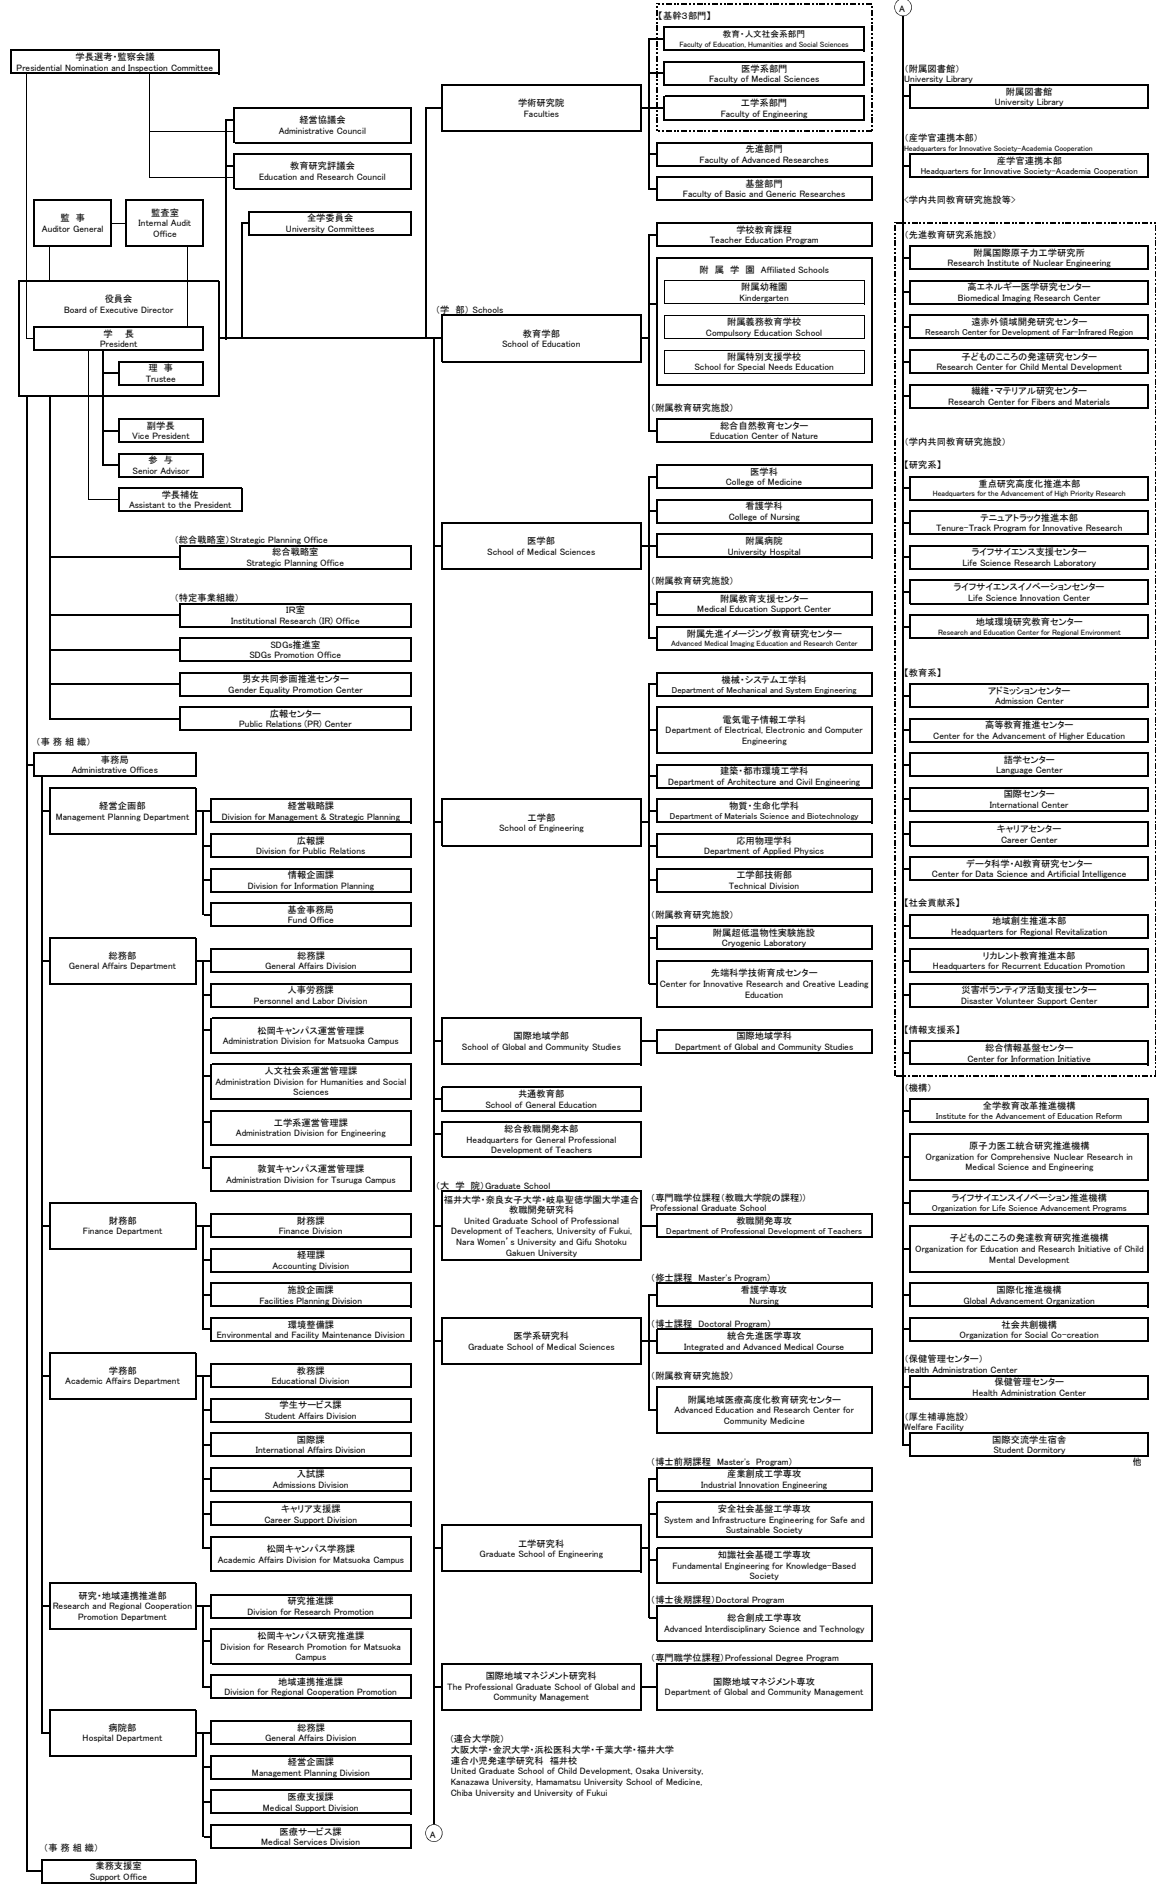 学長選考・監察会議
Presidential Nomination and Inspection Committee
経営協議会
Administrative Council
教育研究評議会
Education and Research Council
監 事
Auditor General
監査室
Internal Audit
Office
全学委員会
University Committees
役員会
Board of Executive Director
学 長
President
理 事
Trustee
副学長
Vice President
参 与
Senior Advisor
学長補佐
Assistant to the President
(総合戦略室)Strategic Planning Office
総合戦略室
Strategic Planning Office
(特定事業組織)
IR室
Institutional Research (IR) Office
SDGs推進室
SDGs Promotion Office
男女共同参画推進センター
Gender Equality Promotion Center
広報センター
Public Relations (PR) Center
(事 務 組 織)
事務局
Administrative Offices
経営企画部
Management Planning Department
経営戦略課
Division for Management & Strategic Planning
広報課
Division for Public Relations
情報企画課
Division for Information Planning
基金事務局
Fund Office
総務部
General Affairs Department
総務課
General Affairs Division
人事労務課
Personnel and Labor Division
松岡キャンパス運営管理課
Administration Division for Matsuoka Campus
人文社会系運営管理課
Administration Division for Humanities and Social
Sciences
工学系運営管理課
Administration Division for Engineering
敦賀キャンパス運営管理課
Administration Division for Tsuruga Campus
財務部
Finance Department
財務課
Finance Division
経理課
Accounting Division
施設企画課
Facilities Planning Division
環境整備課
Environmental and Facility Maintenance Division
学務部
Academic Affairs Department
教務課
Educational Division
学生サービス課
Student Affairs Division
国際課
International Affairs Division
入試課
Admissions Division
キャリア支援課
Career Support Division
松岡キャンパス学務課
Academic Affairs Division for Matsuoka Campus
研究・地域連携推進部
Research and Regional Cooperation
Promotion Department
研究推進課
Division for Research Promotion
松岡キャンパス研究推進課
Division for Research Promotion for Matsuoka
Campus
地域連携推進課
Division for Regional Cooperation Promotion
病院部
Hospital Department
総務課
General Affairs Division
経営企画課
Management Planning Division
医療支援課
Medical Support Division
医療サービス課
Medical Services Division
(事 務 組 織)
業務支援室
Support Office
学術研究院
Faculties
【基幹3部門】
教育・人文社会系部門
Faculty of Education, Humanities and Social Sciences
医学系部門
Faculty of Medical Sciences
工学系部門
Faculty of Engineering
先進部門
Faculty of Advanced Researches
基盤部門
Faculty of Basic and Generic Researches
(学 部) Schools
教育学部
School of Education
学校教育課程
Teacher Education Program
附 属 学 園 Affiliated Schools
附属幼稚園
Kindergarten
附属義務教育学校
Compulsory Education School
附属特別支援学校
School for Special Needs Education
(附属教育研究施設)
総合自然教育センター
Education Center of Nature
医学部
School of Medical Sciences
医学科
College of Medicine
看護学科
College of Nursing
附属病院
University Hospital
(附属教育研究施設)
附属教育支援センター
Medical Education Support Center
附属先進イメージング教育研究センター
Advanced Medical Imaging Education and Research Center
工学部
School of Engineering
機械・システム工学科
Department of Mechanical and System Engineering
電気電子情報工学科
Department of Electrical, Electronic and Computer
Engineering
建築・都市環境工学科
Department of Architecture and Civil Engineering
物質・生命化学科
Department of Materials Science and Biotechnology
応用物理学科
Department of Applied Physics
工学部技術部
Technical Division
(附属教育研究施設)
附属超低温物性実験施設
Cryogenic Laboratory
先端科学技術育成センター
Center for Innovative Research and Creative Leading
Education
国際地域学部
School of Global and Community Studies
国際地域学科
Department of Global and Community Studies
共通教育部
School of General Education
総合教職開発本部
Headquarters for General Professional
Development of Teachers
(大 学 院)Graduate School
福井大学・奈良女子大学・岐阜聖徳学園大学連合
教職開発研究科
United Graduate School of Professional
Development of Teachers, University of Fukui,
Nara Women's University and Gifu Shotoku
Gakuen University
(専門職学位課程(教職大学院の課程))
Professional Graduate School
教職開発専攻
Department of Professional Development of Teachers
医学系研究科
Graduate School of Medical Sciences
(修士課程 Master's Program)
看護学専攻
Nursing
(博士課程 Doctoral Program)
統合先進医学専攻
Integrated and Advanced Medical Course
(附属教育研究施設)
附属地域医療高度化教育研究センター
Advanced Education and Research Center for
Community Medicine
工学研究科
Graduate School of Engineering
(博士前期課程 Master's Program)
産業創成工学専攻
Industrial Innovation Engineering
安全社会基盤工学専攻
System and Infrastructure Engineering for Safe and
Sustainable Society
知識社会基礎工学専攻
Fundamental Engineering for Knowledge-Based
Society
(博士後期課程)Doctoral Program
総合創成工学専攻
Advanced Interdisciplinary Science and Technology
国際地域マネジメント研究科
The Professional Graduate School of Global and
Community Management
(専門職学位課程)Professional Degree Program
国際地域マネジメント専攻
Department of Global and Community Management
(連合大学院)
大阪大学・金沢大学・浜松医科大学・千葉大学・福井大学
連合小児発達学研究科 福井校
United Graduate School of Child Development, Osaka University,
Kanazawa University, Hamamatsu University School of Medicine,
Chiba University and University of Fukui
A
A
(附属図書館)
University Library
附属図書館
University Library
(産学官連携本部)
Headquarters for Innovative Society-Academia Cooperation
産学官連携本部
Headquarters for Innovative Society-Academia Cooperation
<学内共同教育研究施設等>
(先進教育研究系施設)
附属国際原子力工学研究所
Research Institute of Nuclear Engineering
高エネルギー医学研究センター
Biomedical Imaging Research Center
遠赤外領域開発研究センター
Research Center for Development of Far-Infrared Region
子どものこころの発達研究センター
Research Center for Child Mental Development
繊維・マテリアル研究センター
Research Center for Fibers and Materials
(学内共同教育研究施設)
【研究系】
重点研究高度化推進本部
Headquarters for the Advancement of High Priority Research
テニュアトラック推進本部
Tenure-Track Program for Innovative Research
ライフサイエンス支援センター
Life Science Research Laboratory
ライフサイエンスイノベーションセンター
Life Science Innovation Center
地域環境研究教育センター
Research and Education Center for Regional Environment
【教育系】
アドミッションセンター
Admission Center
高等教育推進センター
Center for the Advancement of Higher Education
語学センター
Language Center
国際センター
International Center
キャリアセンター
Career Center
データ科学・AI教育研究センター
Center for Data Science and Artificial Intelligence
【社会貢献系】
地域創生推進本部
Headquarters for Regional Revitalization
リカレント教育推進本部
Headquarters for Recurrent Education Promotion
災害ボランティア活動支援センター
Disaster Volunteer Support Center
【情報支援系】
総合情報基盤センター
Center for Information Initiative
(機構)
全学教育改革推進機構
Institute for the Advancement of Education Reform
原子力医工統合研究推進機構
Organization for Comprehensive Nuclear Research in
Medical Science and Engineering
ライフサイエンスイノベーション推進機構
Organization for Life Science Advancement Programs
子どものこころの発達教育研究推進機構
Organization for Education and Research Initiative of Child
Mental Development
国際化推進機構
Global Advancement Organization
社会共創機構
Organization for Social Co-creation
(保健管理センター)
Health Administration Center
保健管理センター
Health Administration Center
(厚生補導施設)
Welfare Facility
国際交流学生宿舎
Student Dormitory
他